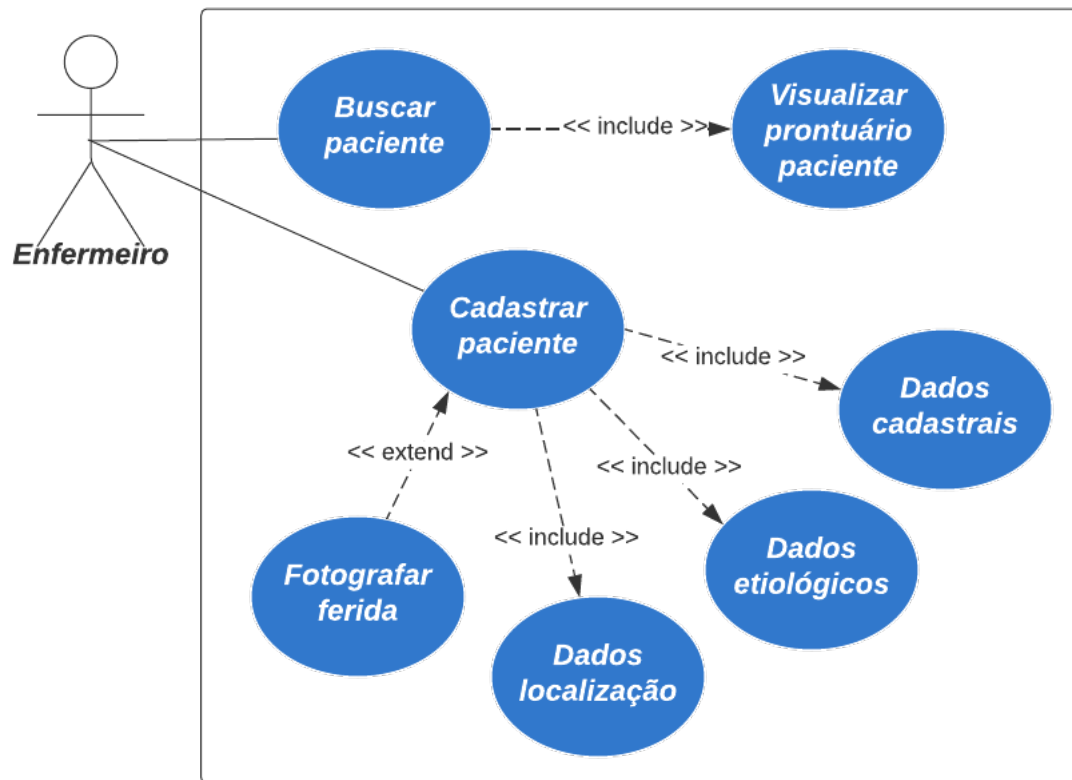 Enfermeiro
Buscar
paciente
<< include >>
Visualizar
prontuário
paciente
Cadastrar
paciente
<< include >>
Dados
cadastrais
<< extend >>
<< include >>
<< include >>
Fotografar
ferida
Dados
localização
Dados
etiológicos